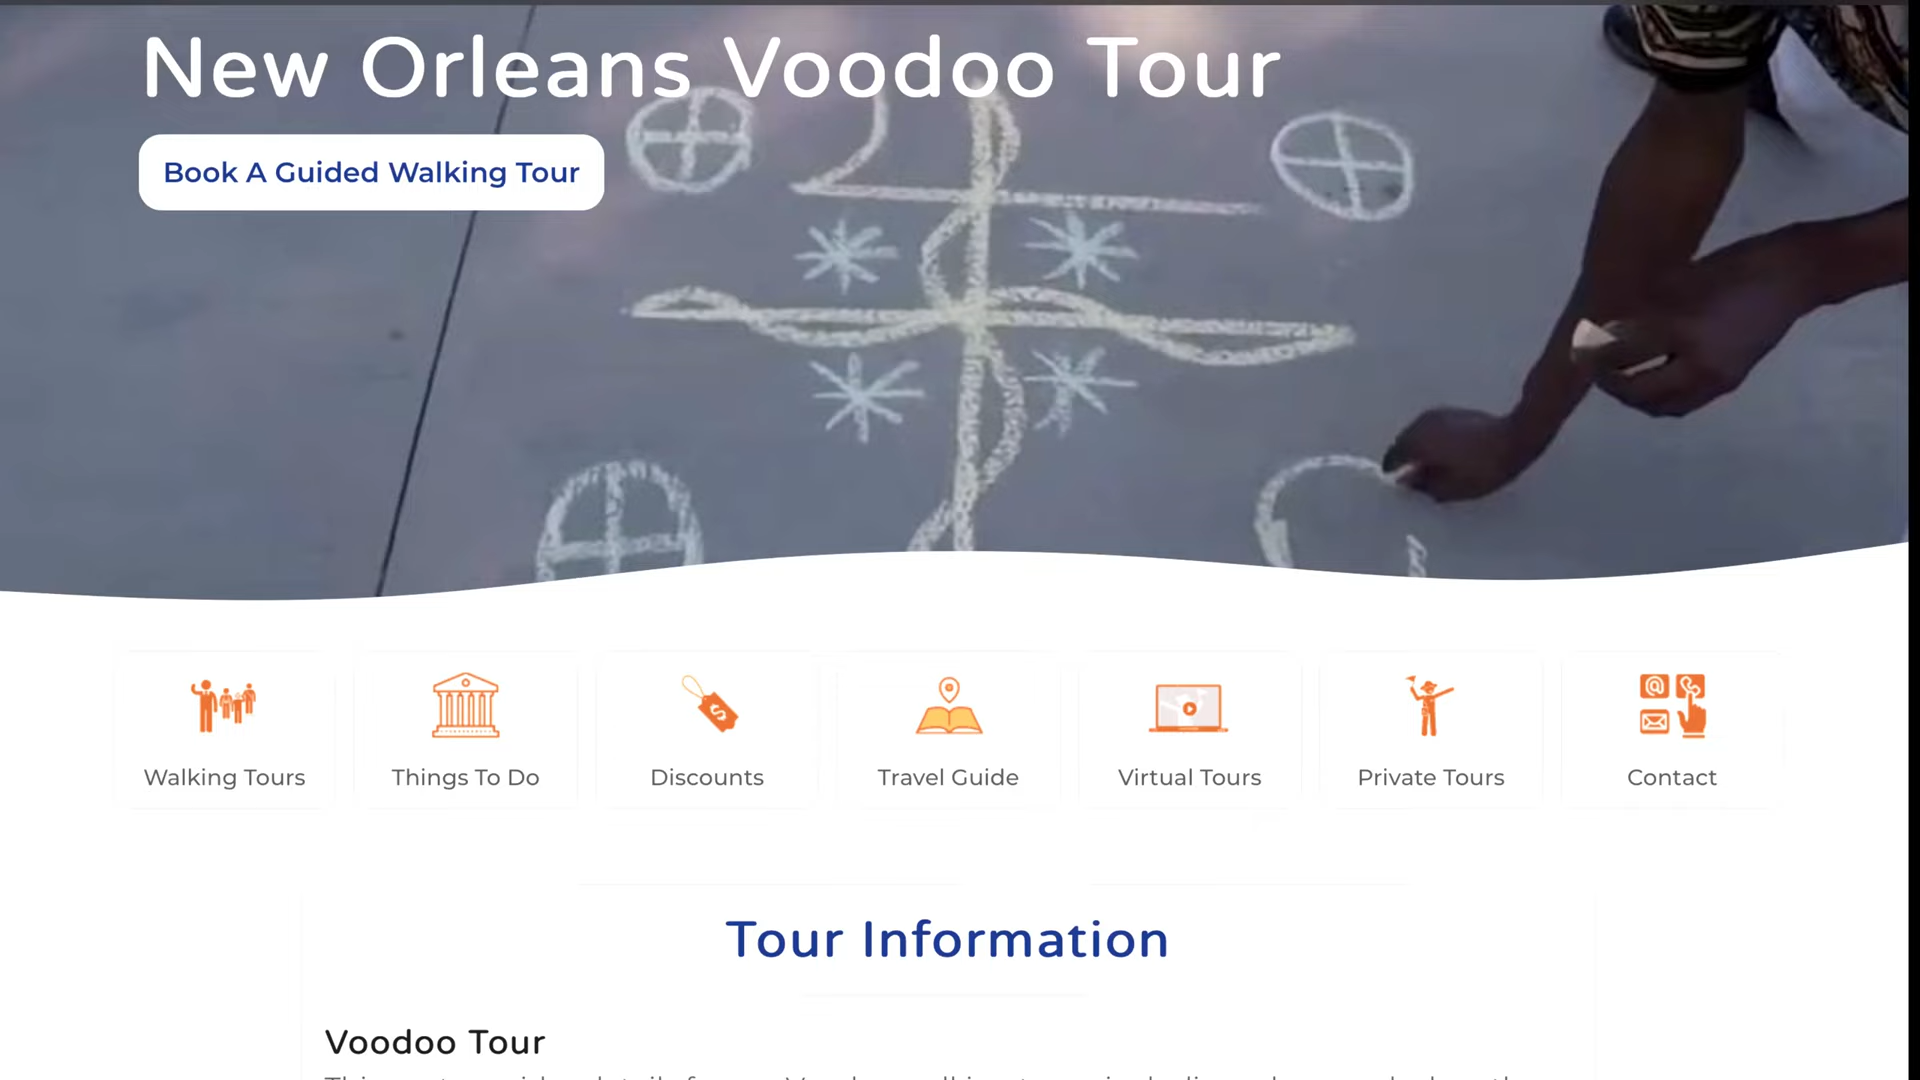 New Orleans Voodoo Tour
Book A Guided Walking Tour
Walking Tours
Things To Do
Discounts
Travel Guide
Virtual Tours
Private Tours
Contact
Tour Information
Voodoo Tour